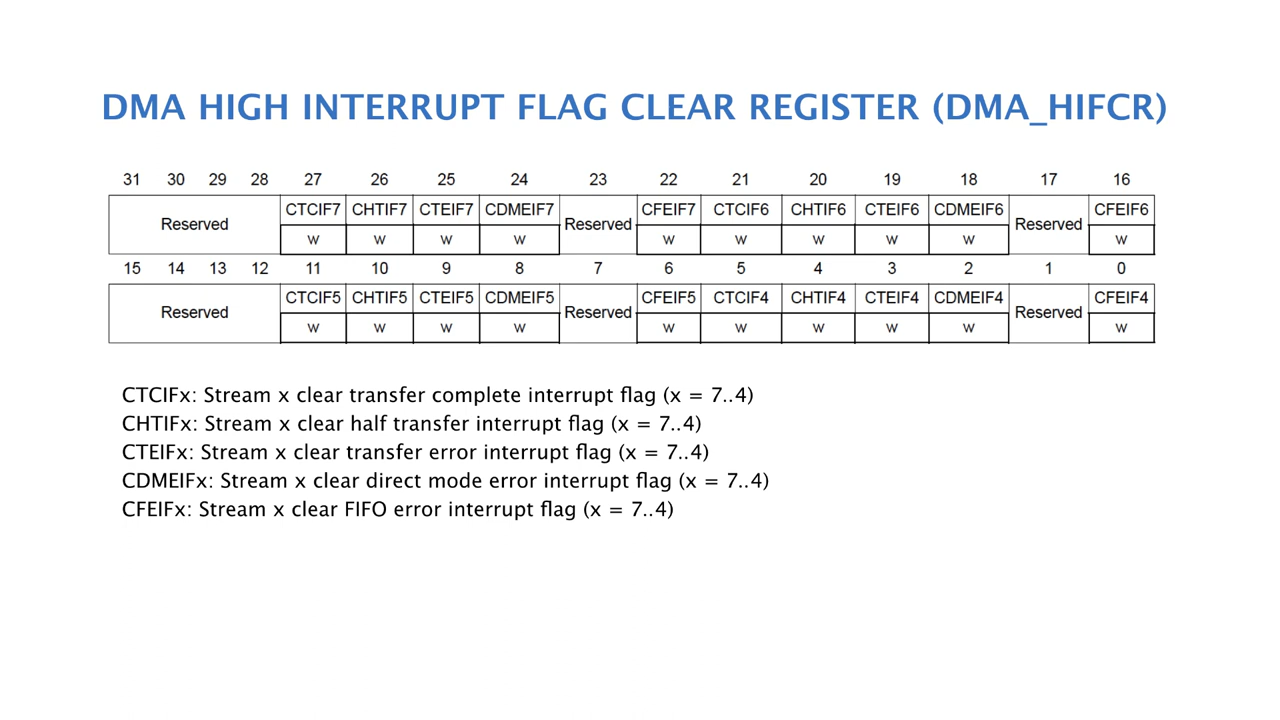 DMA HIGH INTERRUPT FLAG CLEAR REGISTER (DMA_HIFCR)
31 30 29 28 27 26 25 24 23 22 21 20 19 18 17 16
Reserved CTCIF7 CHTIF7 CTEIF7 CDMEIF7 Reserved CFEIF7 CTCIF6 CHTIF6 CTEIF6 CDMEIF6 Reserved CFEIF6
w w w w w w w w w w
15 14 13 12 11 10 9 8 7 6 5 4 3 2 1 0
Reserved CTCIF5 CHTIF5 CTEIF5 CDMEIF5 Reserved CFEIF5 CTCIF4 CHTIF4 CTEIF4 CDMEIF4 Reserved CFEIF4
w w w w w w w w w w
CTCIFx: Stream x clear transfer complete interrupt flag (x = 7..4)
CHTIFx: Stream x clear half transfer interrupt flag (x = 7..4)
CTEIFx: Stream x clear transfer error interrupt flag (x = 7..4)
CDMEIFx: Stream x clear direct mode error interrupt flag (x = 7..4)
CFEIFx: Stream x clear FIFO error interrupt flag (x = 7..4)